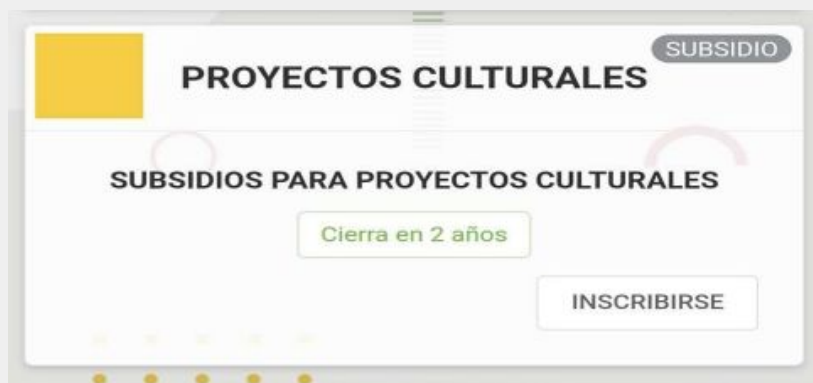 SUBSIDIO
PROYECTOS CULTURALES
SUBSIDIOS PARA PROYECTOS CULTURALES
Cierra en 2 años
INSCRIBIRSE